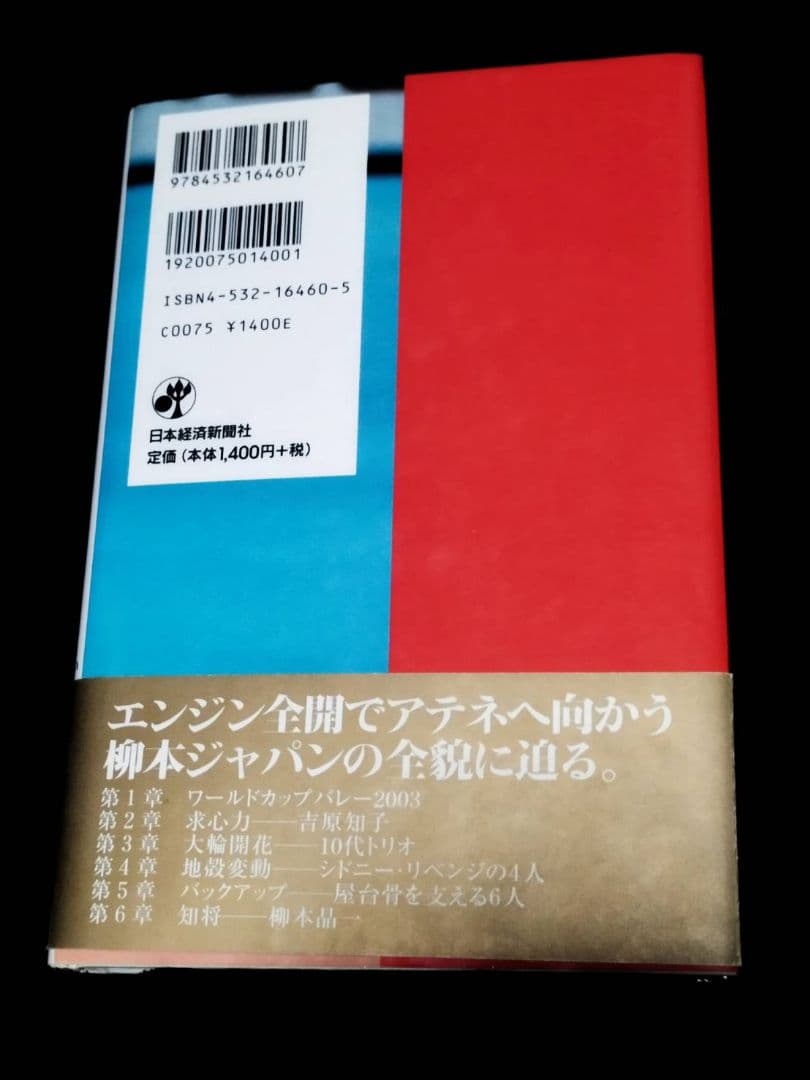 9784532164607
1920075014001
ISBN4-532-16460-5
C0075 ¥1400E
日本経済新聞社
定価(本体1,400円+税)
エンジン全開でアテネへ向かう
柳本ジャパンの全貌に迫る。
第1章 ワールドカップバレー2003
第2章 求心力――吉原知子
第3章 大輪開花――10代トリオ
第4章 地殻変動――シドニー・リベンジの4人
第5章 バックアップ――屋台骨を支える6人
第6章 知将――柳本晶一